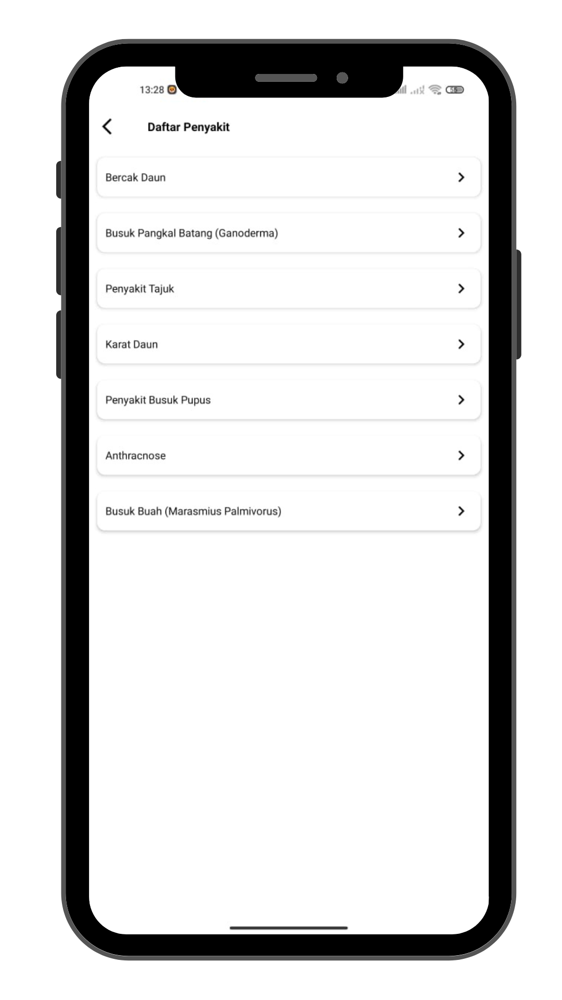 13:28
55
Daftar Penyakit
Bercak Daun
Busuk Pangkal Batang (Ganoderma)
Penyakit Tajuk
Karat Daun
Penyakit Busuk Pupus
Anthracnose
Busuk Buah (Marasmius Palmivorus)